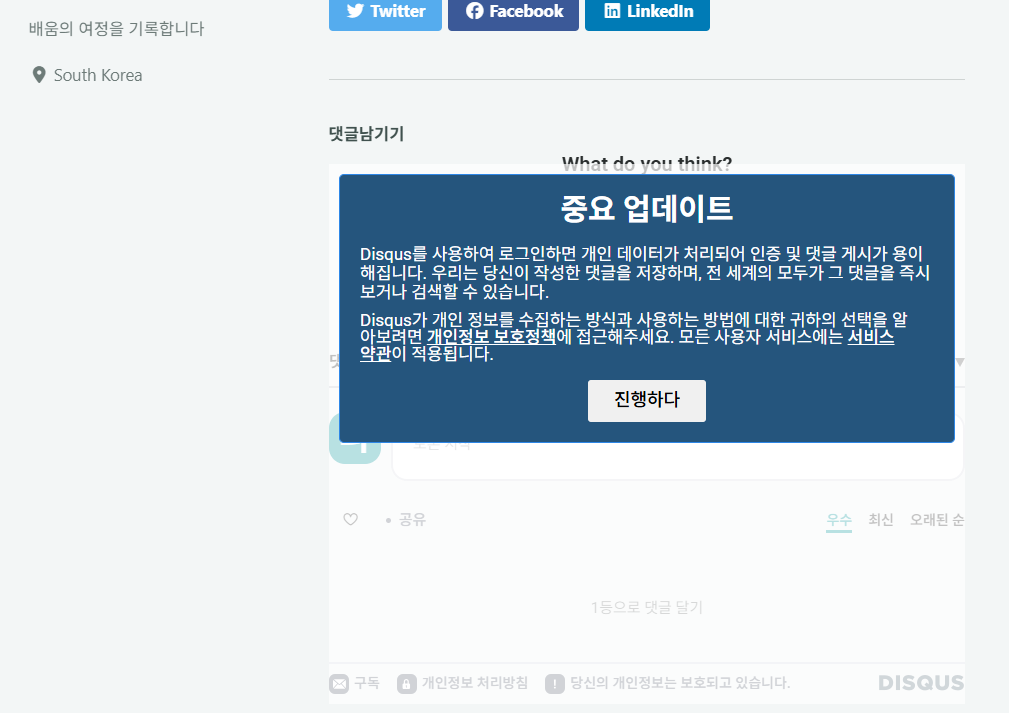 배움의 여정을 기록합니다
South Korea
Twitter Facebook LinkedIn
댓글남기기
What do you think?
중요 업데이트
Disqus를 사용하여 로그인하면 개인 데이터가 처리되어 인증 및 댓글 게시가 용이
해집니다. 우리는 당신이 작성한 댓글을 저장하며, 전 세계의 모두가 그 댓글을 즉시
보거나 검색할 수 있습니다.
Disqus가 개인 정보를 수집하는 방식과 사용하는 방법에 대한 귀하의 선택을 알
아보려면 개인정보 보호정책에 접근해주세요. 모든 사용자 서비스에는 서비스
약관이 적용됩니다.
진행하다
공유
우수 최신 오래된 순
1등으로 댓글 달기
구독 개인정보 처리방침 당신의 개인정보는 보호되고 있습니다.
DISQUS